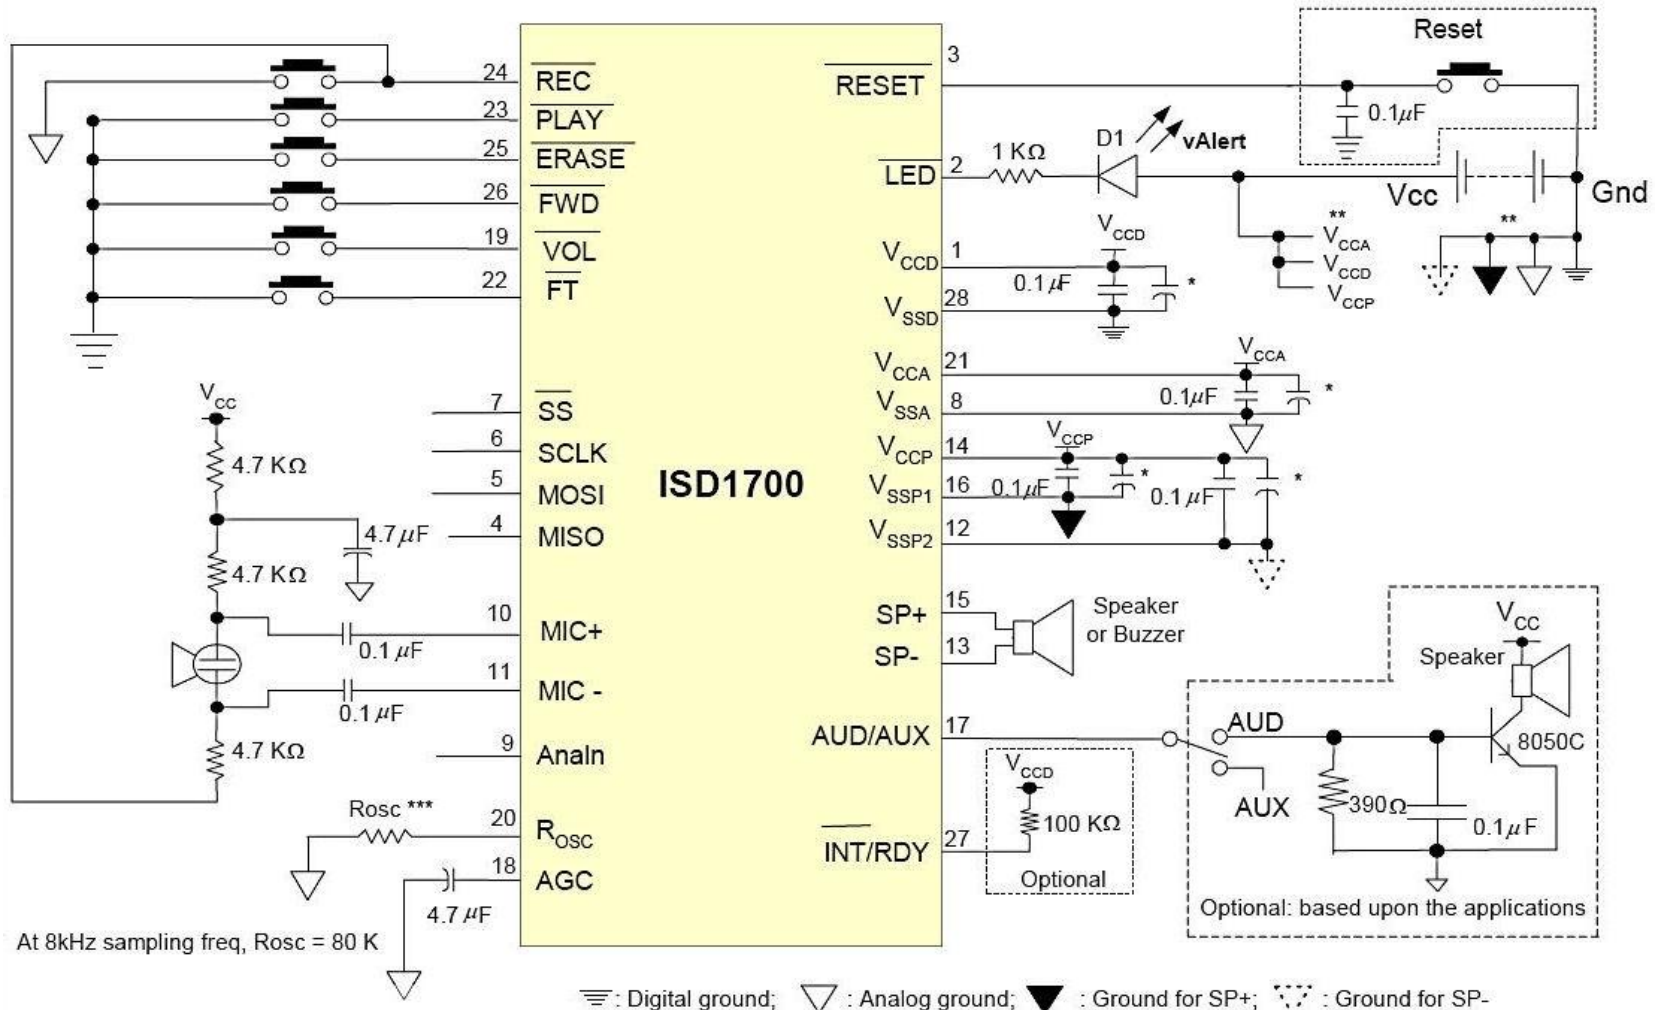 Reset
3
24
REC
RESET
0.1μF
23
PLAY
D1
vAlert
25
ERASE
1 KΩ
2
LED
26
FWD
Vcc
Gnd
**
**
VCCA
VCCD
VCCP
19
VOL
VCCD
VCCD
1
0.1μF
*
22
FT
28
VSSD
VCCA
21
VCCA
0.1μF
*
VCC
7
SS
VSSA
8
6
SCLK
VCCP
VCCP
14
4.7 KΩ
5
MOSI
ISD1700
VSSP1
16
0.1μF
*
0.1μF
*
4
MISO
VSSP2
12
4.7μF
4.7 KΩ
10
MIC+
SP+
15
Speaker
or Buzzer
0.1μF
SP-
13
11
MIC -
0.1μF
VCC
Speaker
4.7 KΩ
9
AnaIn
AUD/AUX
17
AUD
8050C
AUX
390Ω
0.1μF
VCCD
100 KΩ
Optional
Rosc ***
20
ROSC
INT/RDY
27
18
AGC
4.7 μF
Optional: based upon the applications
At 8kHz sampling freq, Rosc = 80 K
: Digital ground; : Analog ground; : Ground for SP+; : Ground for SP-